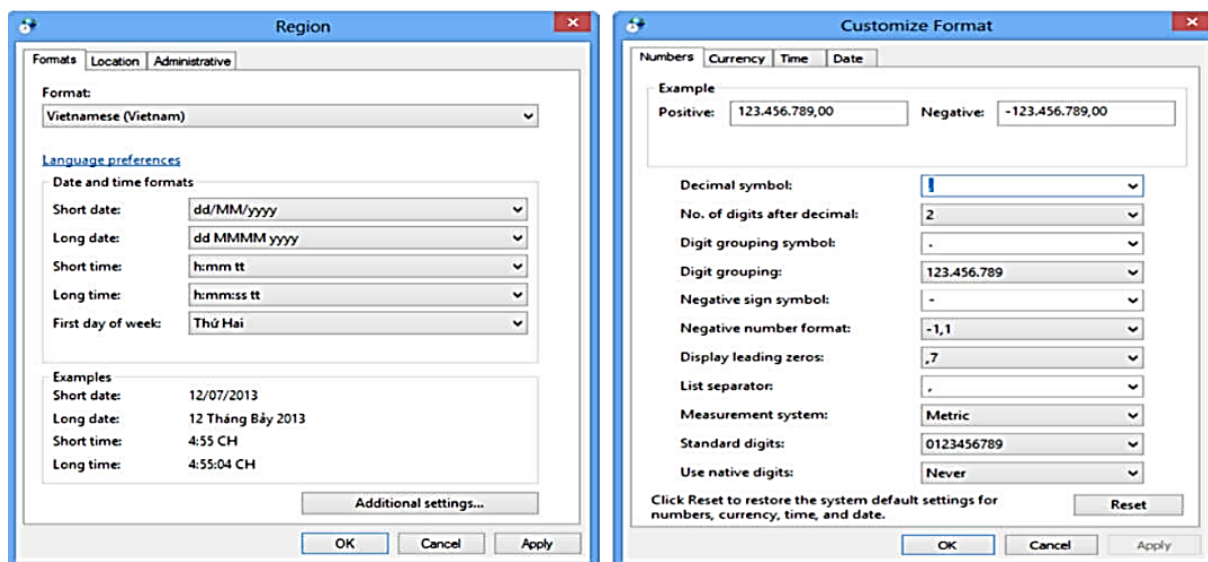 Region
Formats Location Administrative
Format:
Vietnamese (Vietnam)
Language preferences
Date and time formats
Short date: dd/MM/yyyy
Long date: dd MMMM yyyy
Short time: h:mm tt
Long time: h:mm:ss tt
First day of week: Thứ Hai
Examples
Short date: 12/07/2013
Long date: 12 Tháng Bảy 2013
Short time: 4:55 CH
Long time: 4:55:04 CH
Additional settings...
OK Cancel Apply
Customize Format
Numbers Currency Time Date
Example
Positive: 123.456.789,00 Negative: -123.456.789,00
Decimal symbol: ,
No. of digits after decimal: 2
Digit grouping symbol: .
Digit grouping: 123.456.789
Negative sign symbol: -
Negative number format: -1,1
Display leading zeros: ,7
List separator: ,
Measurement system: Metric
Standard digits: 0123456789
Use native digits: Never
Click Reset to restore the system default settings for
numbers, currency, time, and date.
Reset
OK Cancel Apply